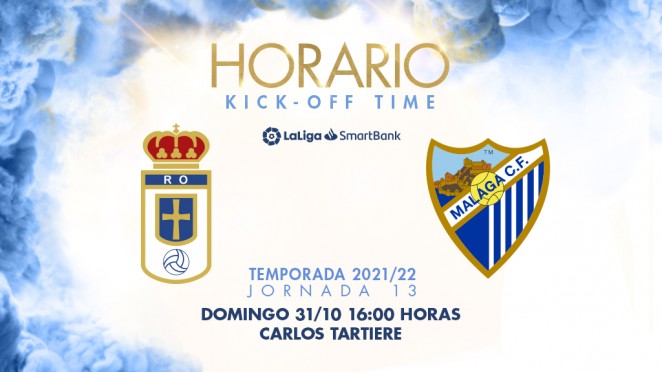 HORARIO
KICK-OFF TIME
LaLiga SmartBank
R O
TM
MALAGA C.F.
TEMPORADA 2021/22
JORNADA 13
DOMINGO 31/10 16:00 HORAS
CARLOS TARTIERE